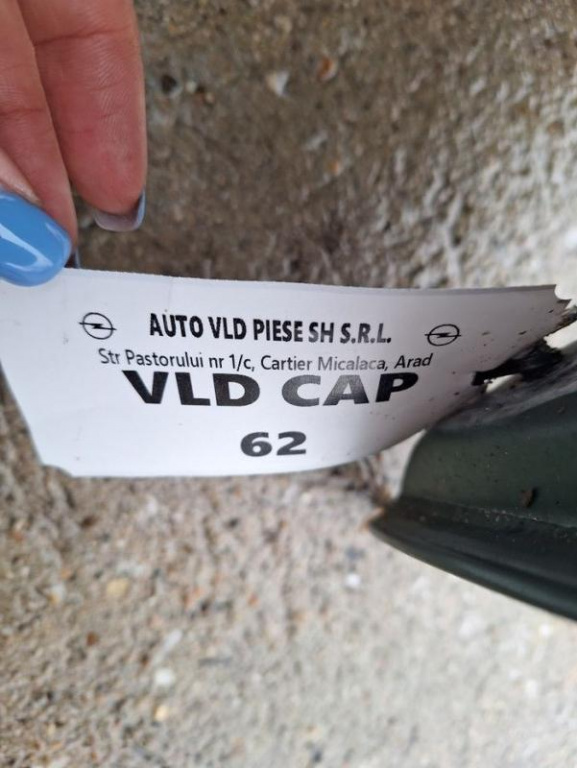 AUTO VLD PIESE SH S.R.L.
Str Pastorului nr 1/c, Cartier Micalaca, Arad
VLD CAP
62